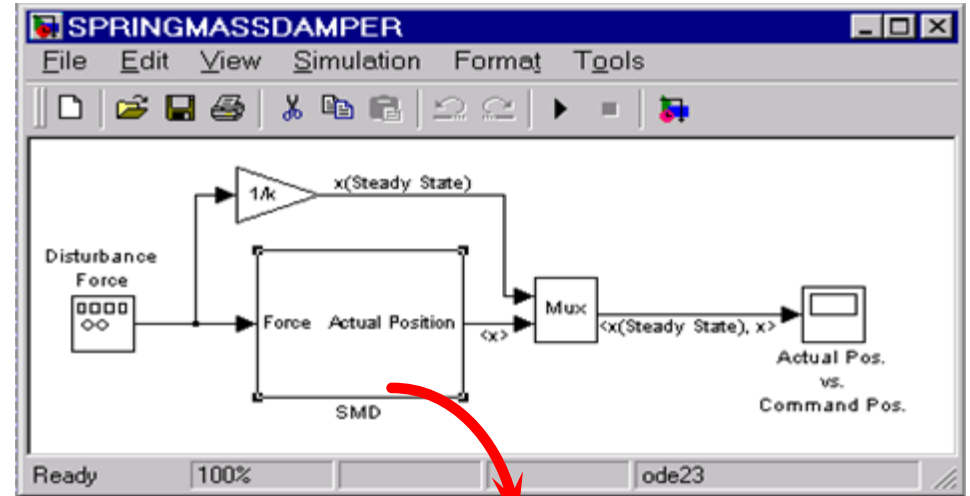 SPRINGMASSDAMPER
File Edit View Simulation Format Tools
1/k
x(Steady State)
Disturbance
Force
Force Actual Position
<x>
Mux
<x(Steady State), x>
Actual Pos.
vs.
Command Pos.
SMD
Ready 100% ode23